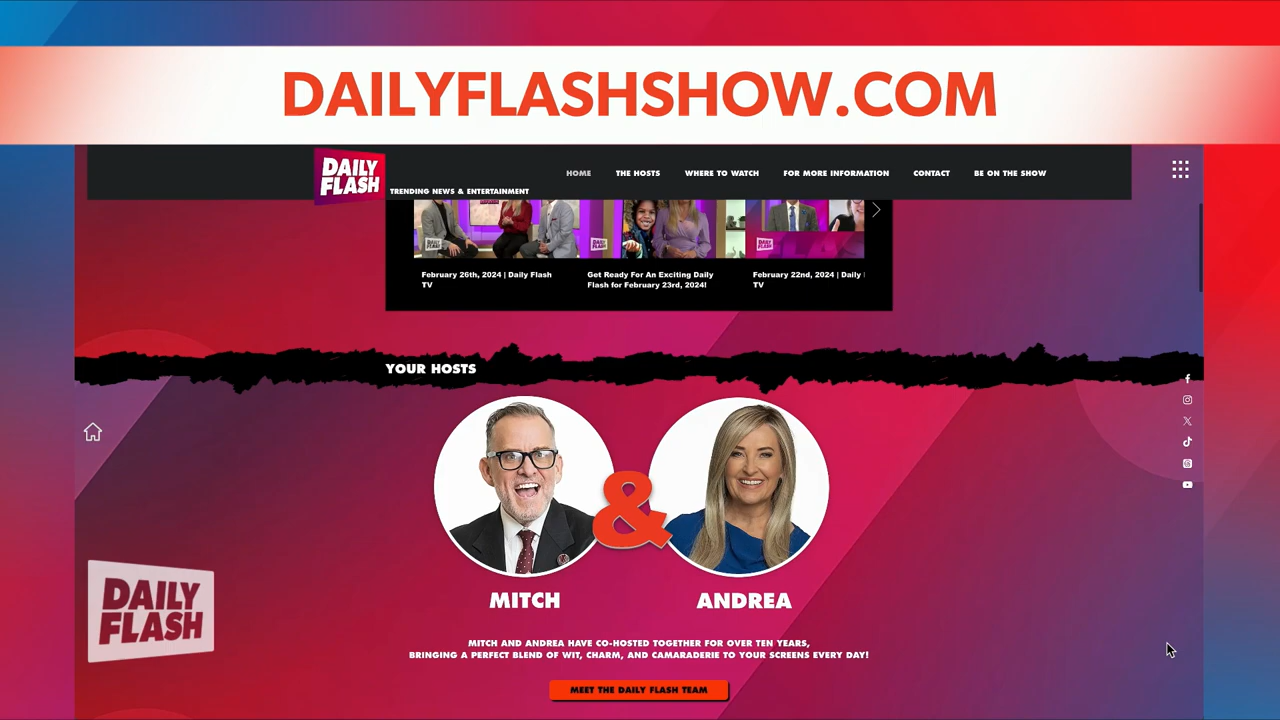 DAILYFLASHSHOW.COM
DAILY
FLASH
TRENDING NEWS & ENTERTAINMENT
HOME
THE HOSTS
WHERE TO WATCH
FOR MORE INFORMATION
CONTACT
BE ON THE SHOW
February 26th, 2024 | Daily Flash
TV
Get Ready For An Exciting Daily
Flash for February 23rd, 2024!
February 22nd, 2024 | Daily
TV
YOUR HOSTS
&
MITCH
ANDREA
DAILY
FLASH
MITCH AND ANDREA HAVE CO-HOSTED TOGETHER FOR OVER TEN YEARS,
BRINGING A PERFECT BLEND OF WIT, CHARM, AND CAMARADERIE TO YOUR SCREENS EVERY DAY!
MEET THE DAILY FLASH TEAM